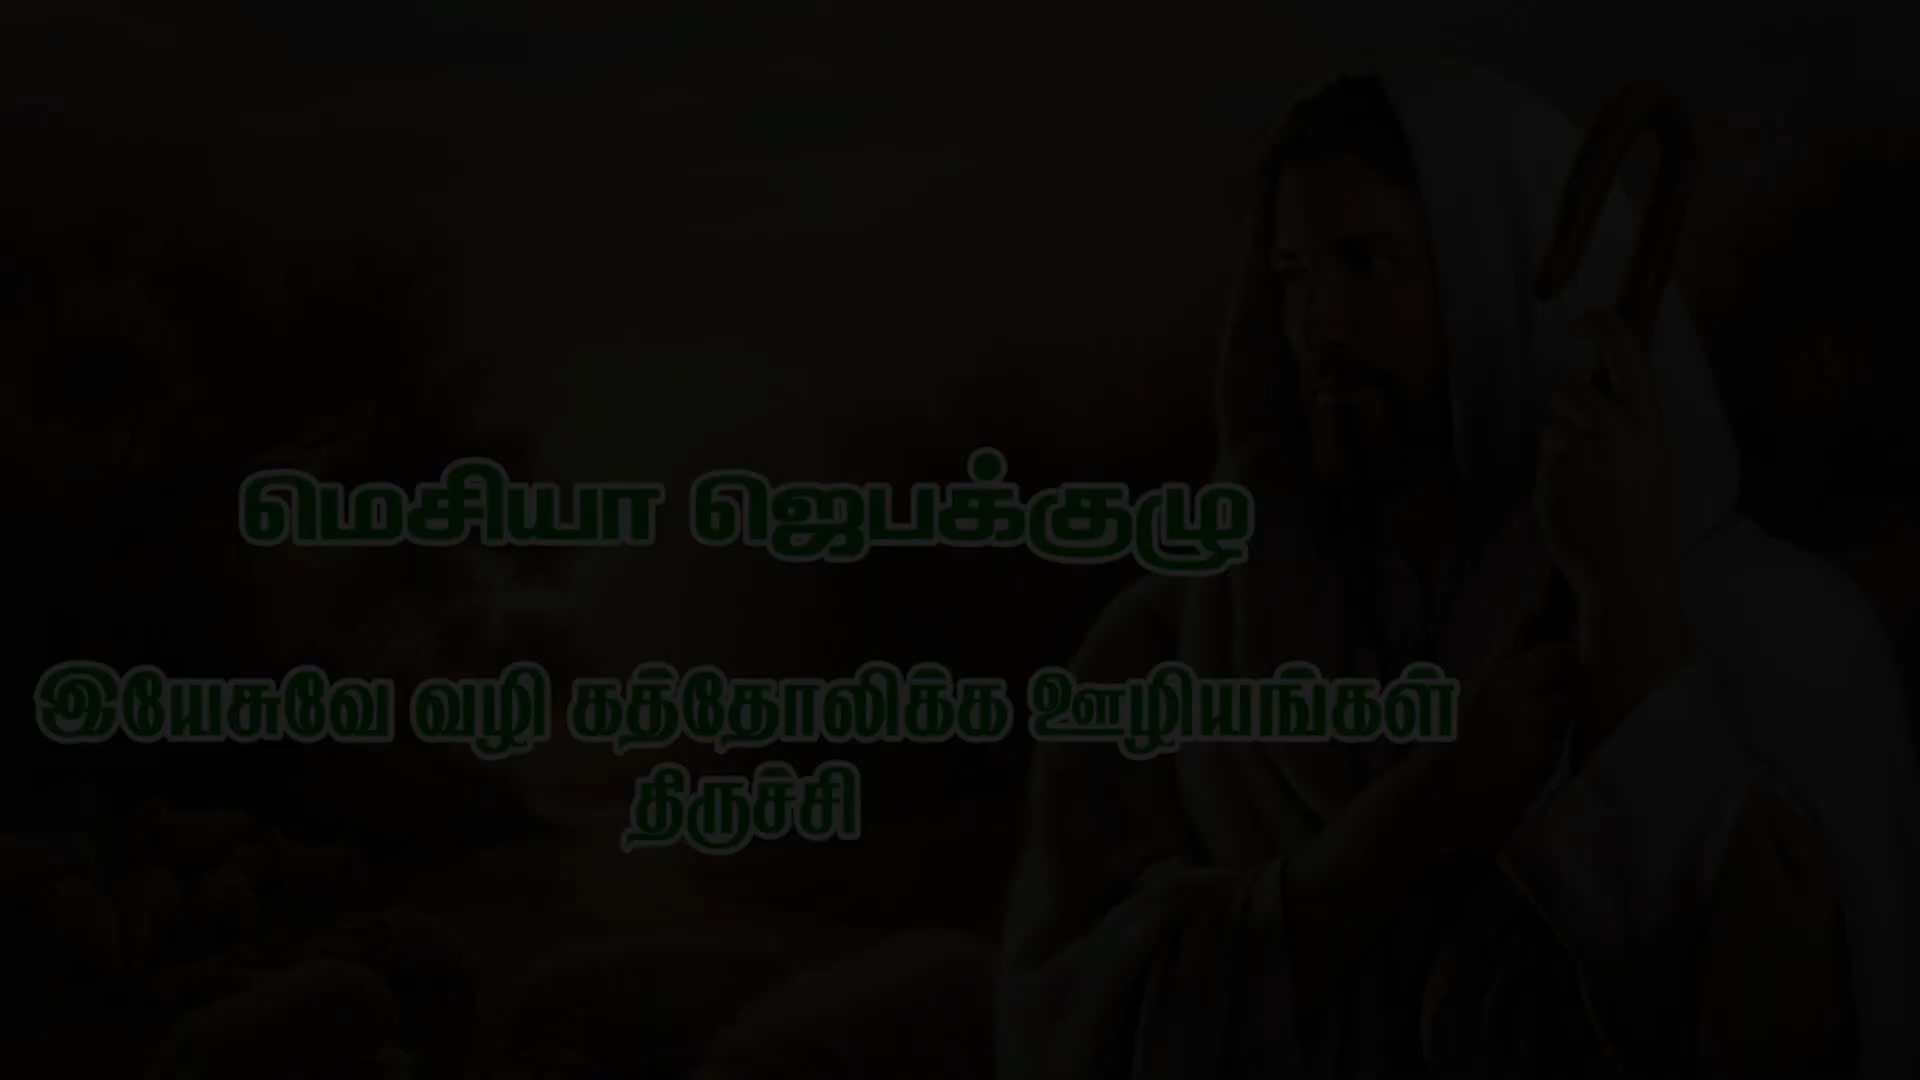 மெசியா ஜெபக்குழு
இயேசுவே வழி கத்தோலிக்க ஊழியங்கள்
திருச்சி